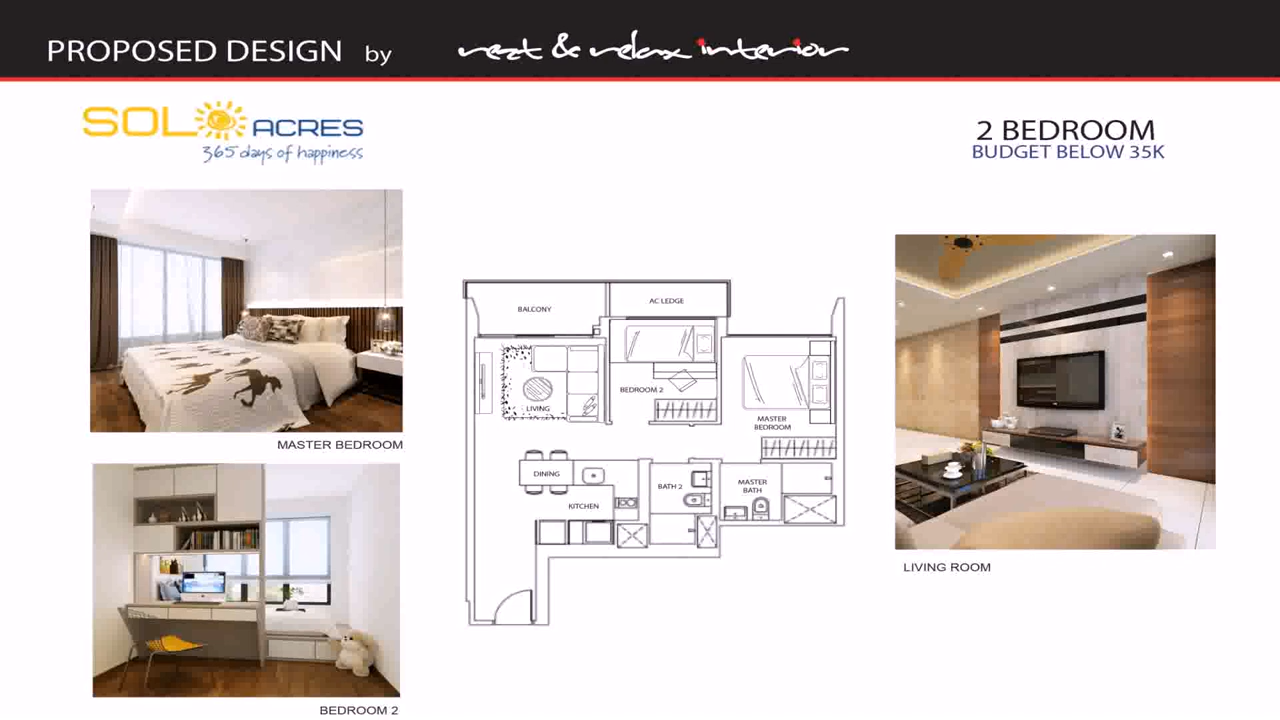 PROPOSED DESIGN by rezt & relax interior
SOL ACRES
365 days of happiness
2 BEDROOM
BUDGET BELOW 35K
MASTER BEDROOM
BEDROOM 2
BALCONY
AC LEDGE
BEDROOM 2
LIVING
MASTER
BEDROOM
DINING
KITCHEN
BATH 2
MASTER
BATH
LIVING ROOM